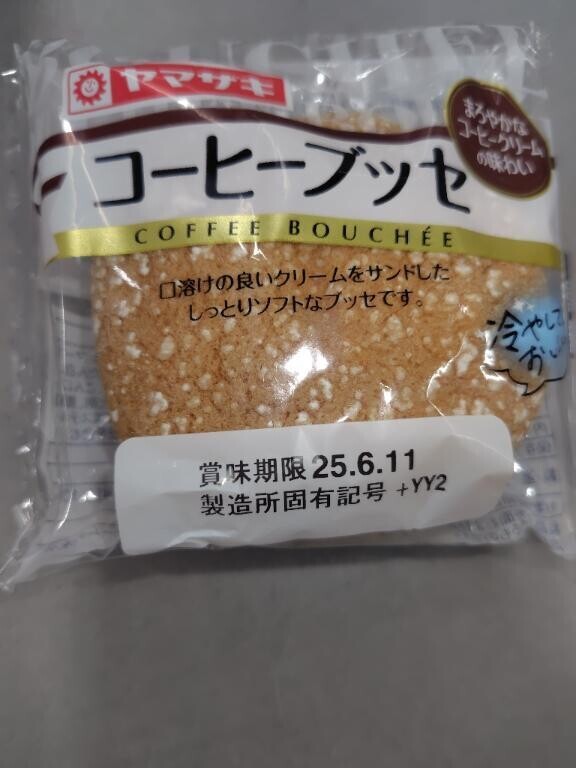 ヤマザキ
まろやかな
コーヒークリーム
の味わい
コーヒーブッセ
COFFEE BOUCHÉE
口溶けの良いクリームをサンドした
しっとりソフトなブッセです。
冷やして
お
賞味期限 25.6.11
製造所固有記号 +YY2